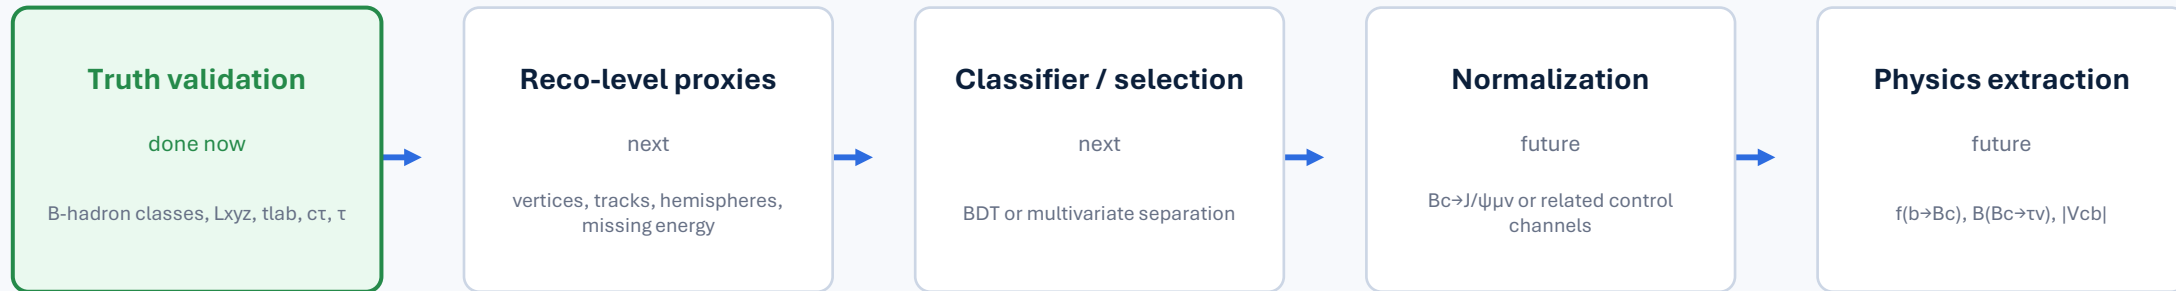 Truth validation
done now
B-hadron classes, Lxyz, tlab, cτ, τ
Reco-level proxies
next
vertices, tracks, hemispheres,
missing energy
Classifier / selection
next
BDT or multivariate separation
Normalization
future
Bc→J/ψμν or related control
channels
Physics extraction
future
f(b→Bc), B(Bc→τν), |Vcb|